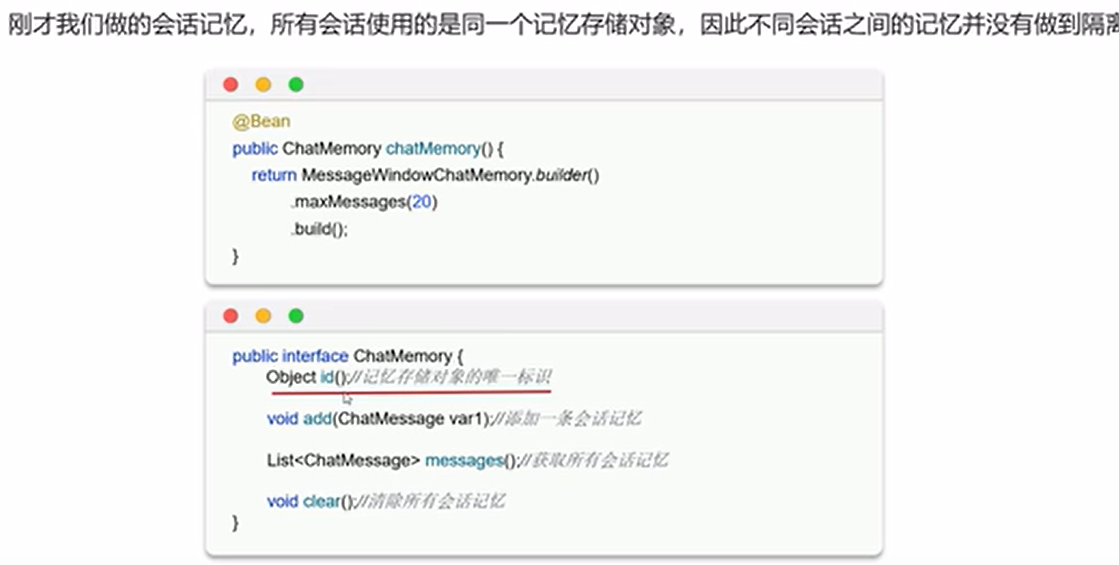 刚才我们做的会话记忆，所有会话使用的是同一个记忆存储对象，因此不同会话之间的记忆并没有做到隔离
@Bean
public ChatMemory chatMemory() {
return MessageWindowChatMemory.builder()
.maxMessages(20)
.build();
}
public interface ChatMemory {
Object id();//记忆存储对象的唯一标识
void add(ChatMessage var1);//添加一条会话记忆
List<ChatMessage> messages();//获取所有会话记忆
void clear();//清除所有会话记忆
}